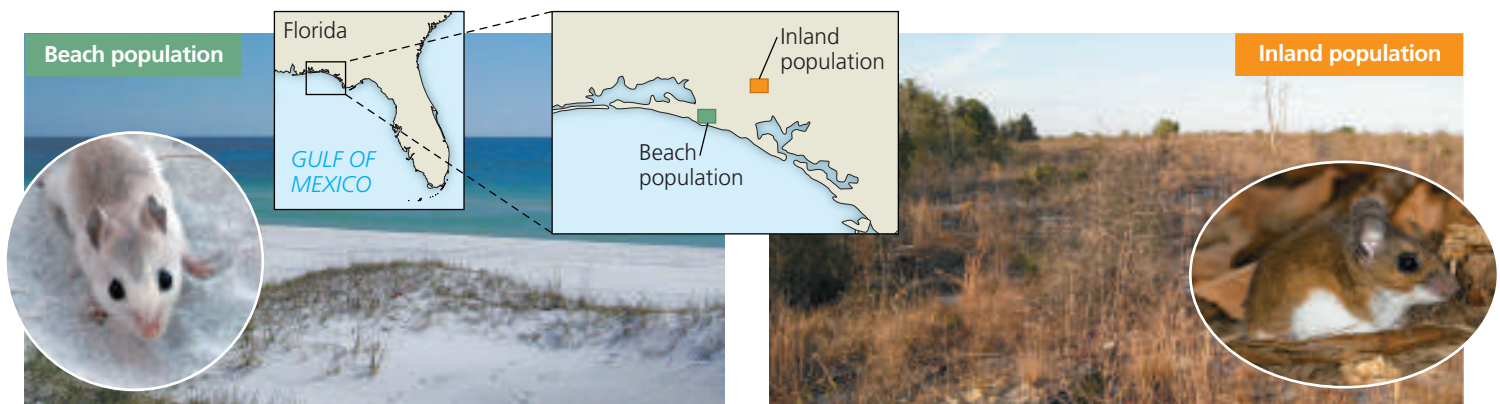 Beach population
Florida
GULF OF
MEXICO
Inland
population
Beach
population
Inland population